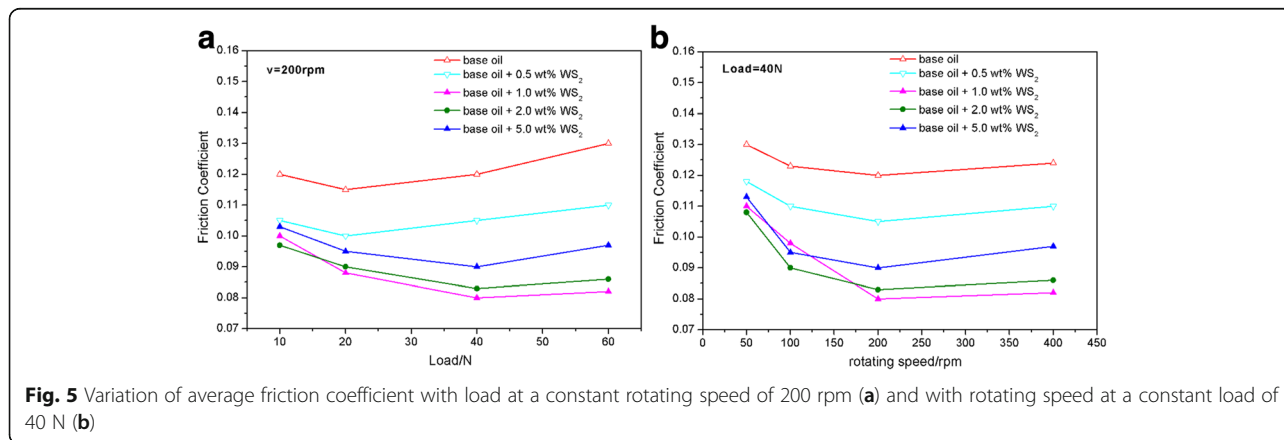 a
0.16
0.15
0.14
0.13
0.12
0.11
0.10
0.09
0.08
0.07
Friction Coefficient
v=200rpm
base oil
base oil + 0.5 wt% WS2
base oil + 1.0 wt% WS2
base oil + 2.0 wt% WS2
base oil + 5.0 wt% WS2
10 20 30 40 50 60
Load/N
b
0.16
0.15
0.14
0.13
0.12
0.11
0.10
0.09
0.08
0.07
Friction Coefficient
Load=40N
base oil
base oil + 0.5 wt% WS2
base oil + 1.0 wt% WS2
base oil + 2.0 wt% WS2
base oil + 5.0 wt% WS2
0 50 100 150 200 250 300 350 400 450
rotating speed/rpm
Fig. 5 Variation of average friction coefficient with load at a constant rotating speed of 200 rpm (a) and with rotating speed at a constant load of
40 N (b)